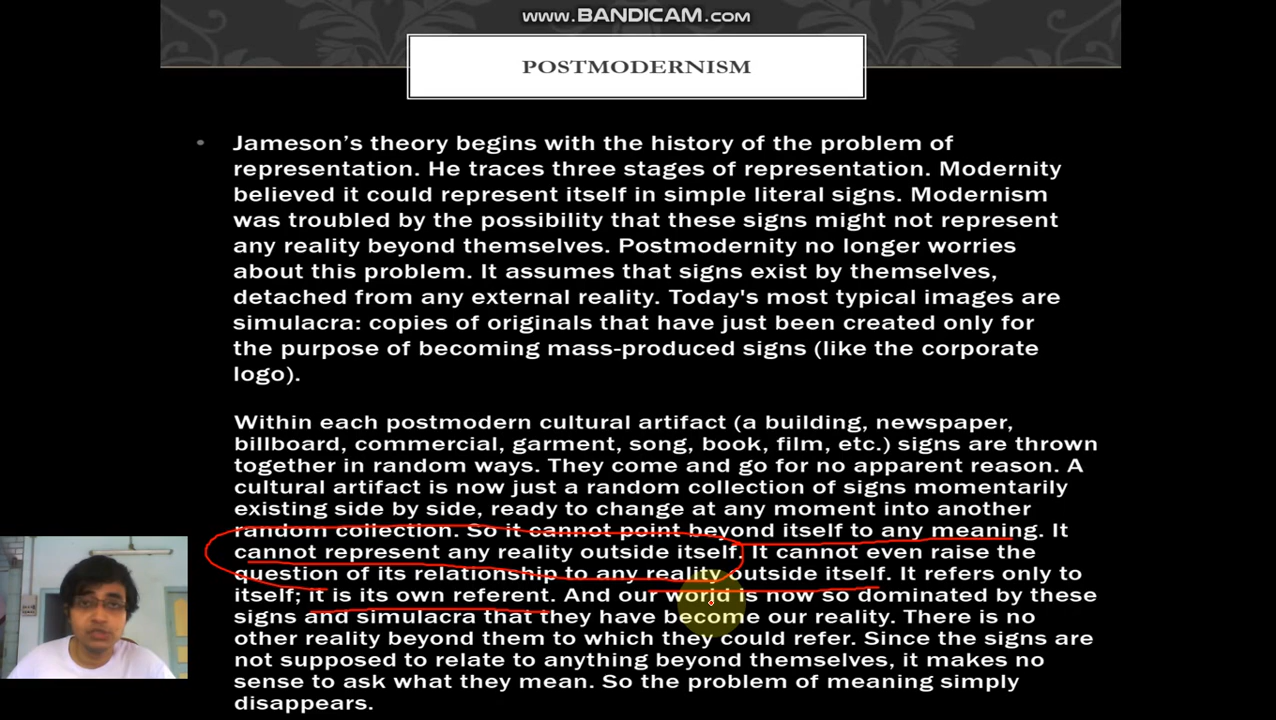 www.BANDICAM.com
POSTMODERNISM
• Jameson's theory begins with the history of the problem of
representation. He traces three stages of representation. Modernity
believed it could represent itself in simple literal signs. Modernism
was troubled by the possibility that these signs might not represent
any reality beyond themselves. Postmodernity no longer worries
about this problem. It assumes that signs exist by themselves,
detached from any external reality. Today's most typical images are
simulacra: copies of originals that have just been created only for
the purpose of becoming mass-produced signs (like the corporate
logo).
Within each postmodern cultural artifact (a building, newspaper,
billboard, commercial, garment, song, book, film, etc.) signs are thrown
together in random ways. They come and go for no apparent reason. A
cultural artifact is now just a random collection of signs momentarily
existing side by side, ready to change at any moment into another
random collection. So it cannot point beyond itself to any meaning. It
cannot represent any reality outside itself. It cannot even raise the
question of its relationship to any reality outside itself. It refers only to
itself; it is its own referent. And our world is now so dominated by these
signs and simulacra that they have become our reality. There is no
other reality beyond them to which they could refer. Since the signs are
not supposed to relate to anything beyond themselves, it makes no
sense to ask what they mean. So the problem of meaning simply
disappears.